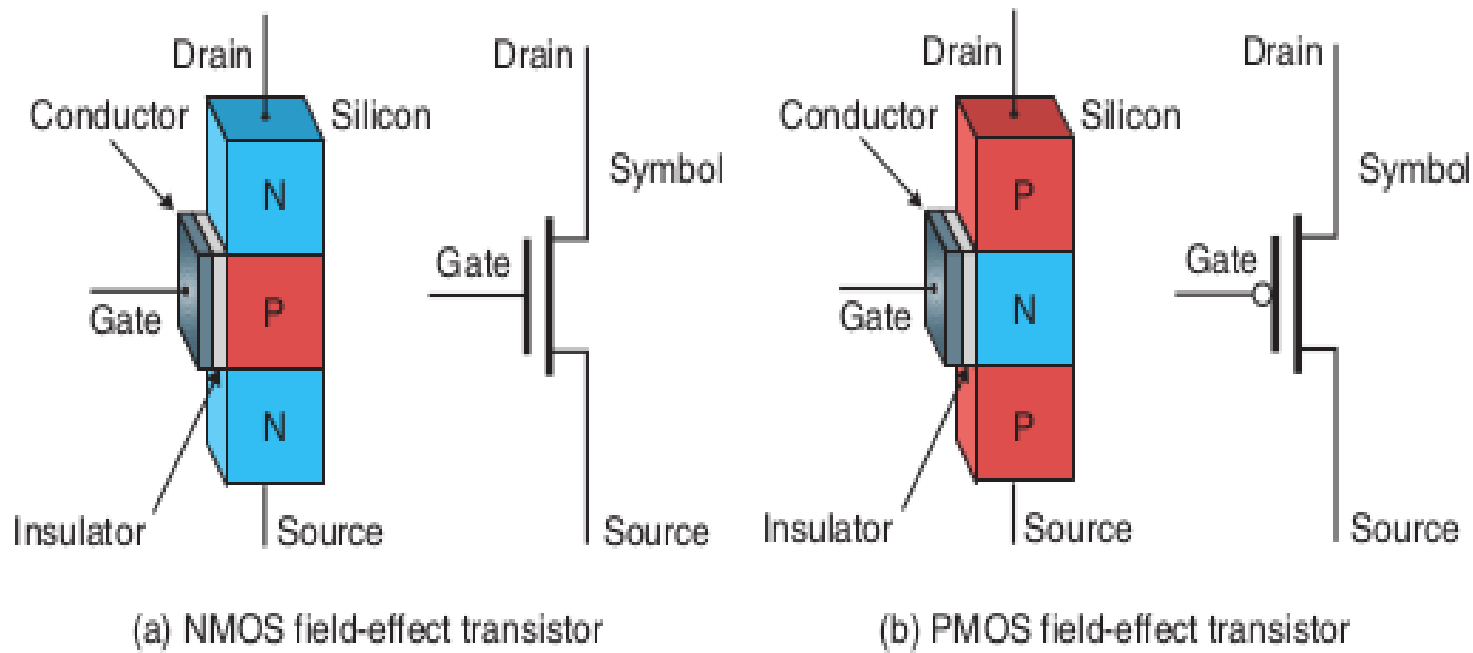 Drain
Conductor
Silicon
N
P
N
Gate
Insulator
Source
Drain
Symbol
Gate
Source
(a) NMOS field-effect transistor
Drain
Conductor
Silicon
P
N
P
Gate
Insulator
Source
Drain
Symbol
Gate
Source
(b) PMOS field-effect transistor